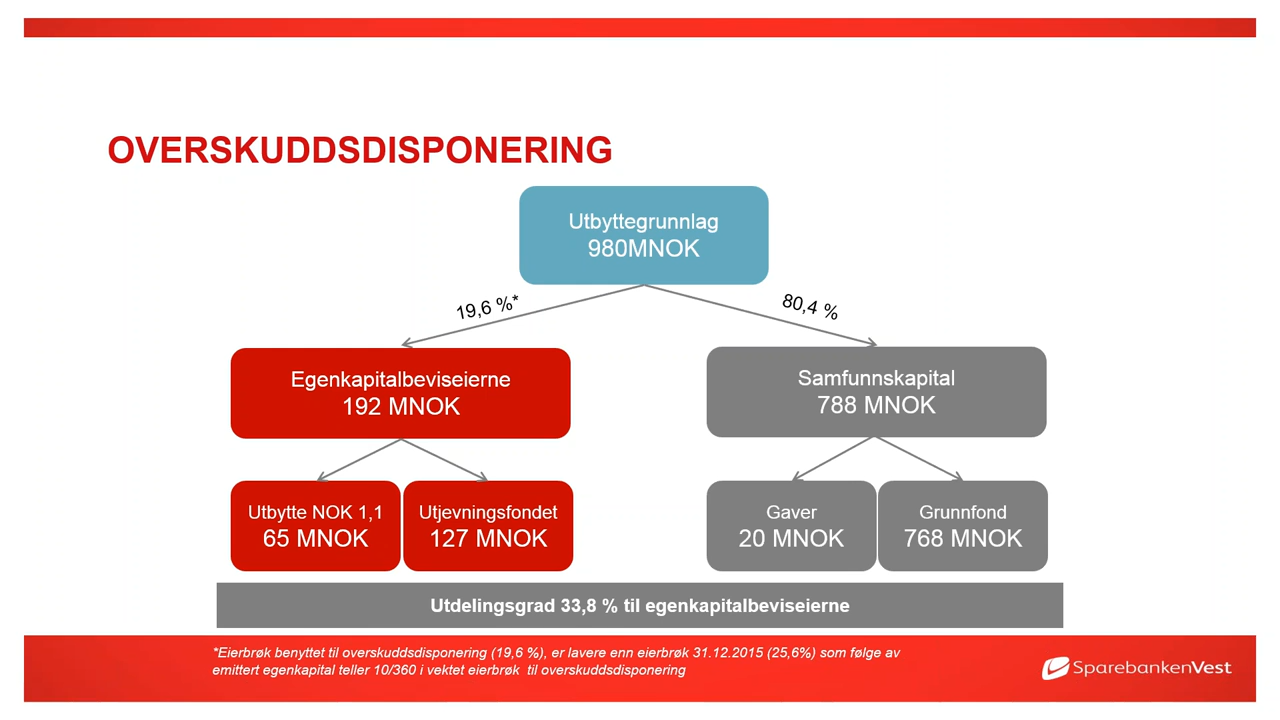 OVERSKUDDSDISPONERING
Utbyttegrunnlag
980MNOK
19,6 %*
80,4 %
Egenkapitalbeviseierne
192 MNOK
Samfunnskapital
788 MNOK
Utbytte NOK 1,1
65 MNOK
Utjevningsfondet
127 MNOK
Gaver
20 MNOK
Grunnfond
768 MNOK
Utdelingsgrad 33,8 % til egenkapitalbeviseierne
*Eierbrøk benyttet til overskuddsdisponering (19,6 %), er lavere enn eierbrøk 31.12.2015 (25,6%) som følge av
emittert egenkapital teller 10/360 i vektet eierbrøk til overskuddsdisponering
SparebankenVest